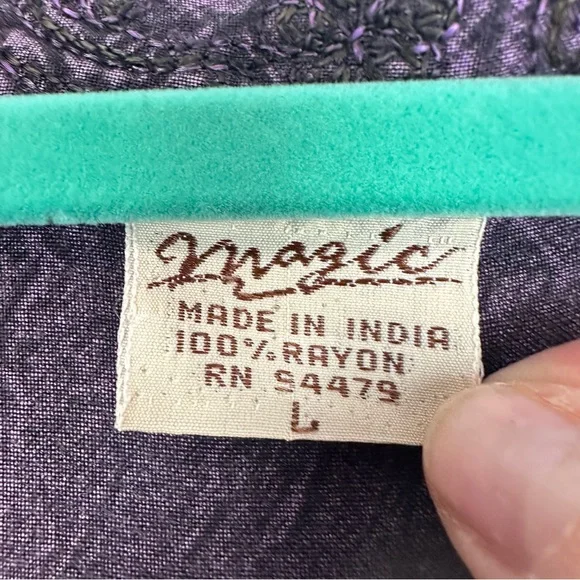 magic
MADE IN INDIA
100% RAYON
RN 94479
L